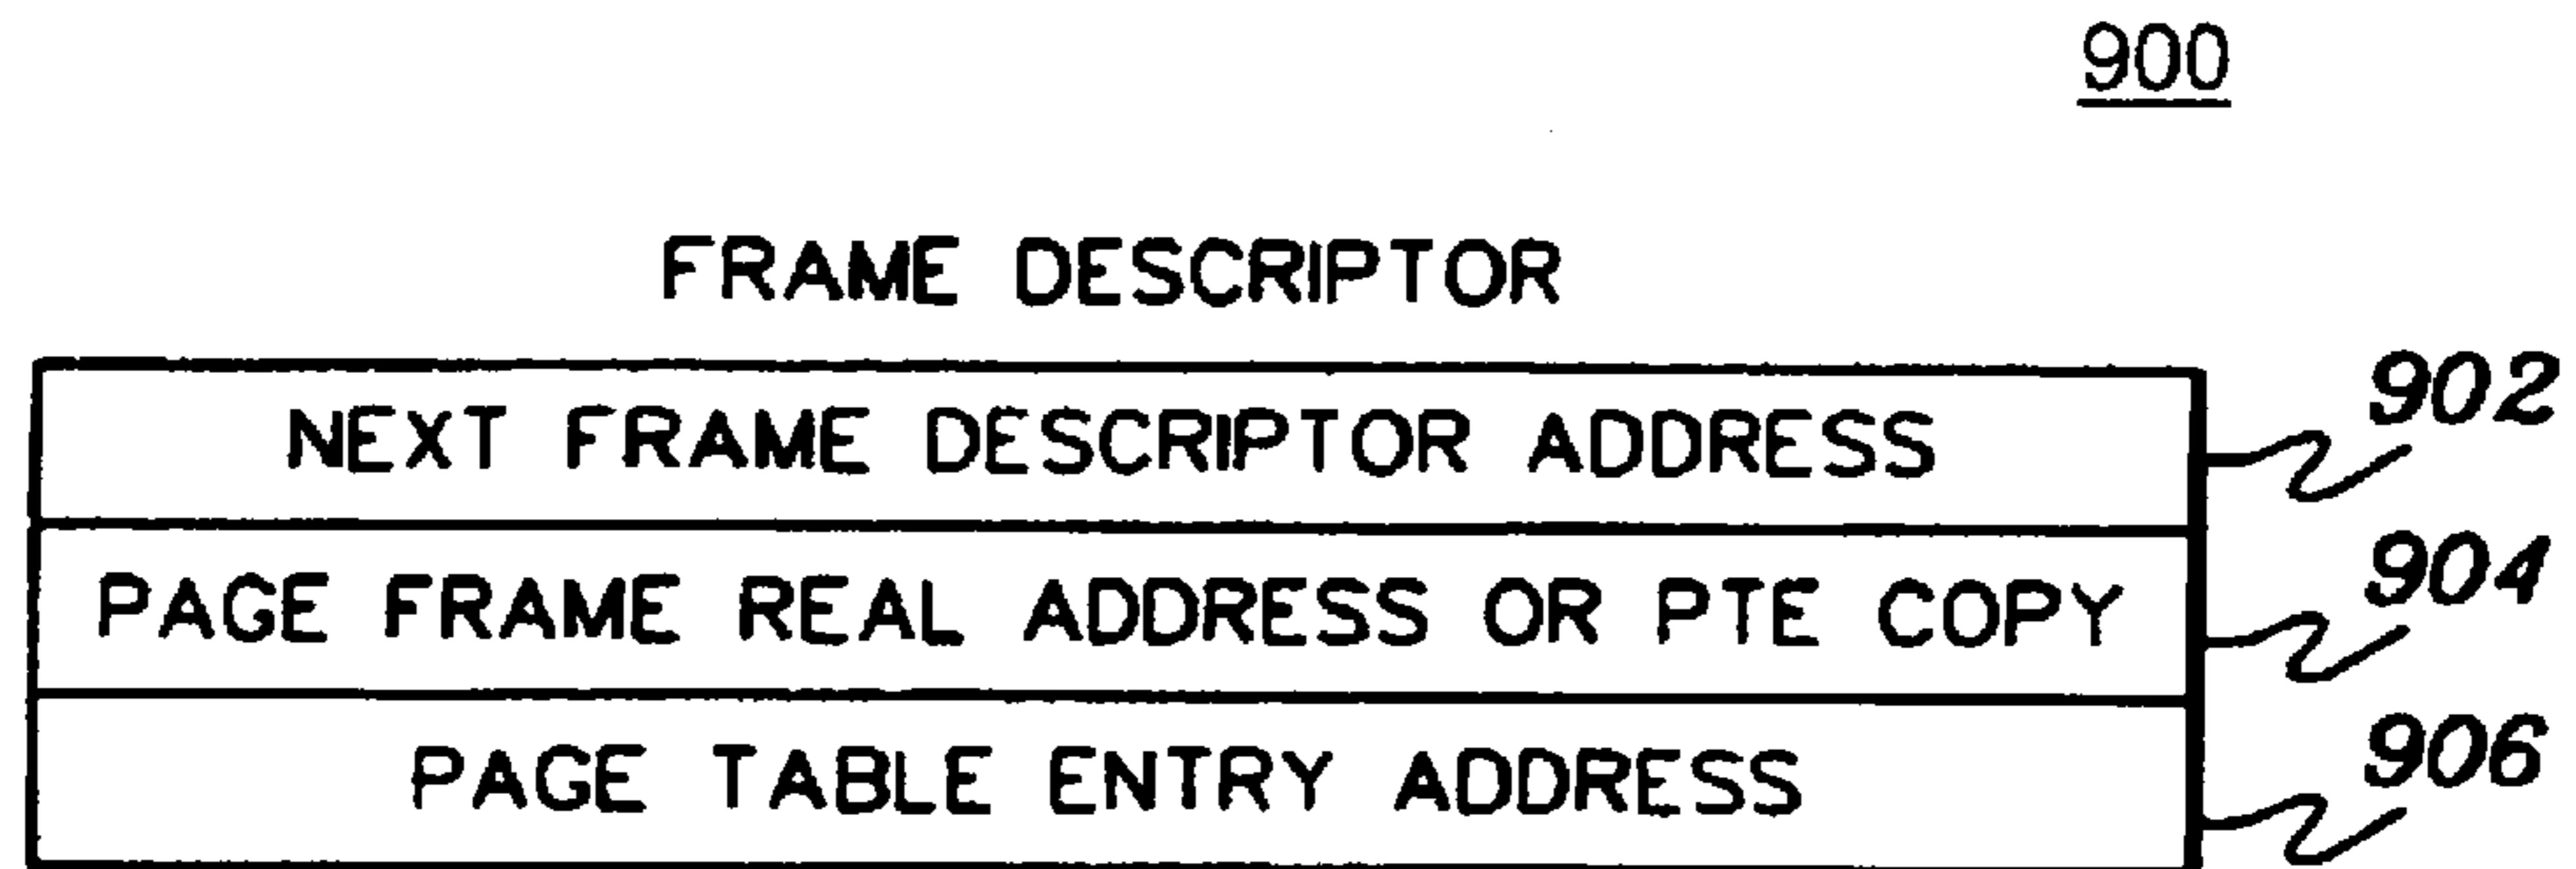 900
FRAME DESCRIPTOR
NEXT FRAME DESCRIPTOR ADDRESS 902
PAGE FRAME REAL ADDRESS OR PTE COPY 904
PAGE TABLE ENTRY ADDRESS 906